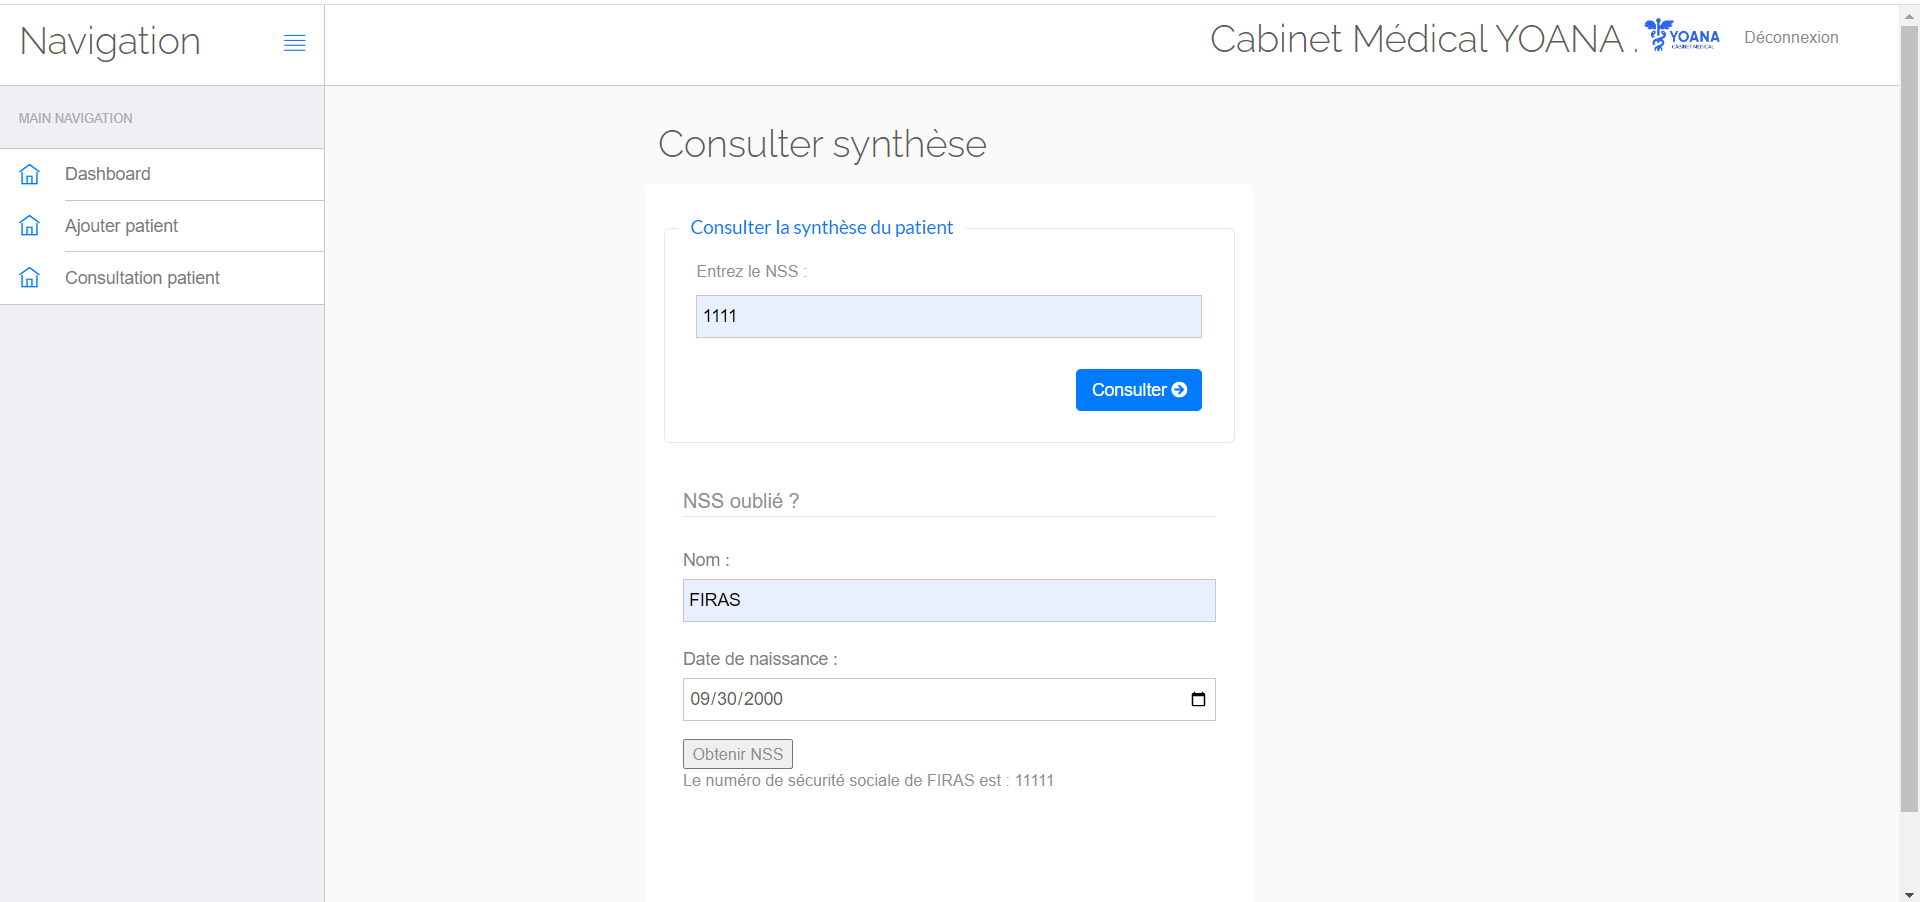 Navigation
Cabinet Médical YOANA .
YOANA
CABINET MÉDICAL
Déconnexion
MAIN NAVIGATION
Dashboard
Ajouter patient
Consultation patient
Consulter synthèse
Consulter la synthèse du patient
Entrez le NSS :
1111
Consulter
NSS oublié ?
Nom :
FIRAS
Date de naissance :
09/30/2000
Obtenir NSS
Le numéro de sécurité sociale de FIRAS est : 11111